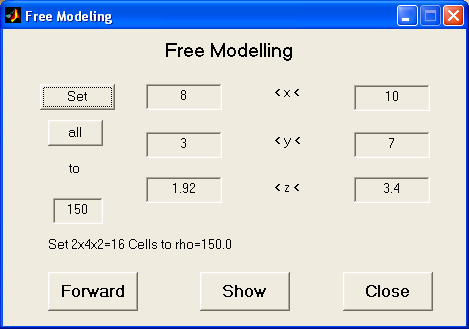 Free Modeling
Free Modelling
Set 8 < x < 10
all
3 < y < 7
to
1.92 < z < 3.4
150
Set 2x4x2=16 Cells to rho=150.0
Forward Show Close